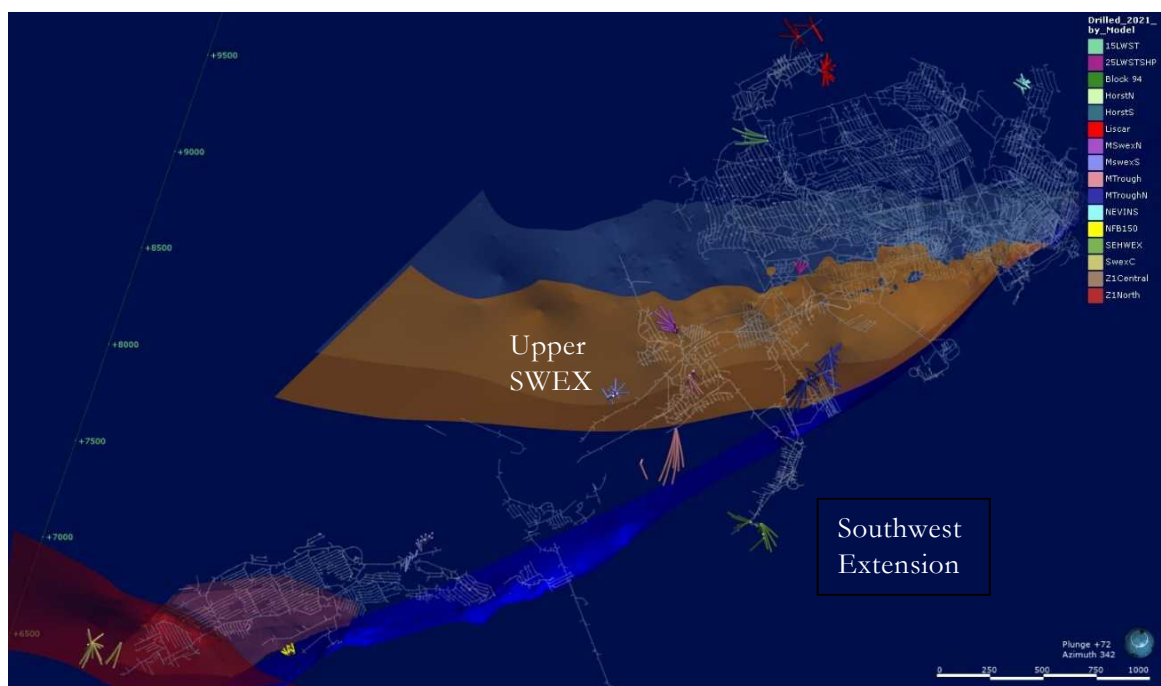 Drilled_2021_
by_Model
15LWST
25LWSTSHP
Block 94
HorstN
HorstS
Liscar
MSwexN
MswexS
MTrough
MTroughN
NEVINS
NFB150
SEHWEX
SwexC
Z1Central
Z1North
+9500
+9000
+8500
+8000
+7500
+7000
+6500
Upper
SWEX
Southwest
Extension
Plunge +72
Azimuth 342
0 250 500 750 1000